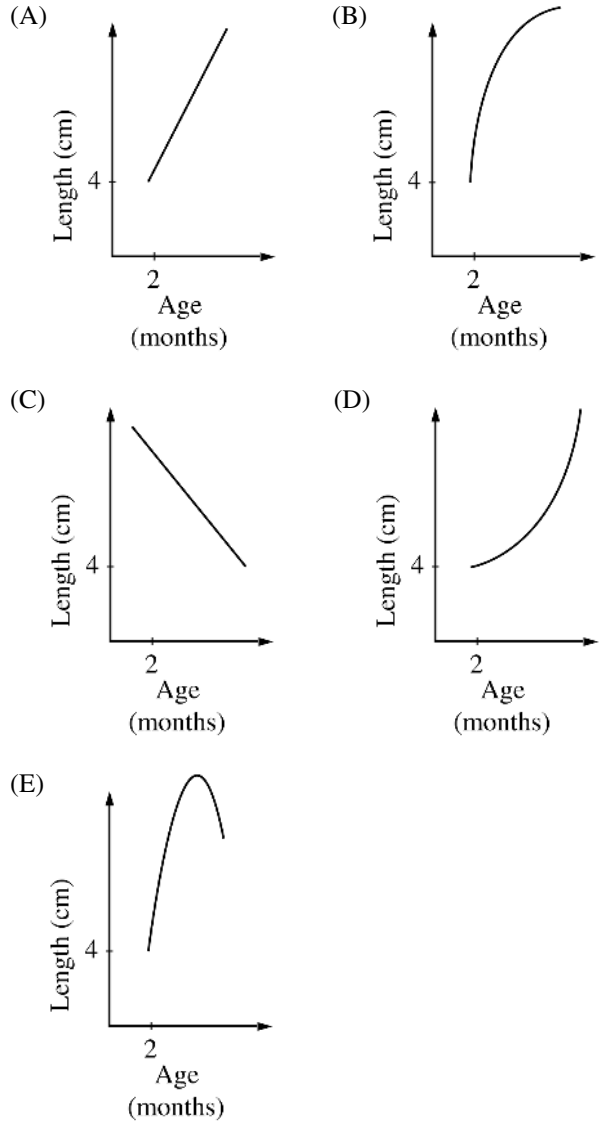 (A)
Length (cm)
4
2
Age
(months)
(B)
Length (cm)
4
2
Age
(months)
(C)
Length (cm)
4
2
Age
(months)
(D)
Length (cm)
4
2
Age
(months)
(E)
Length (cm)
4
2
Age
(months)